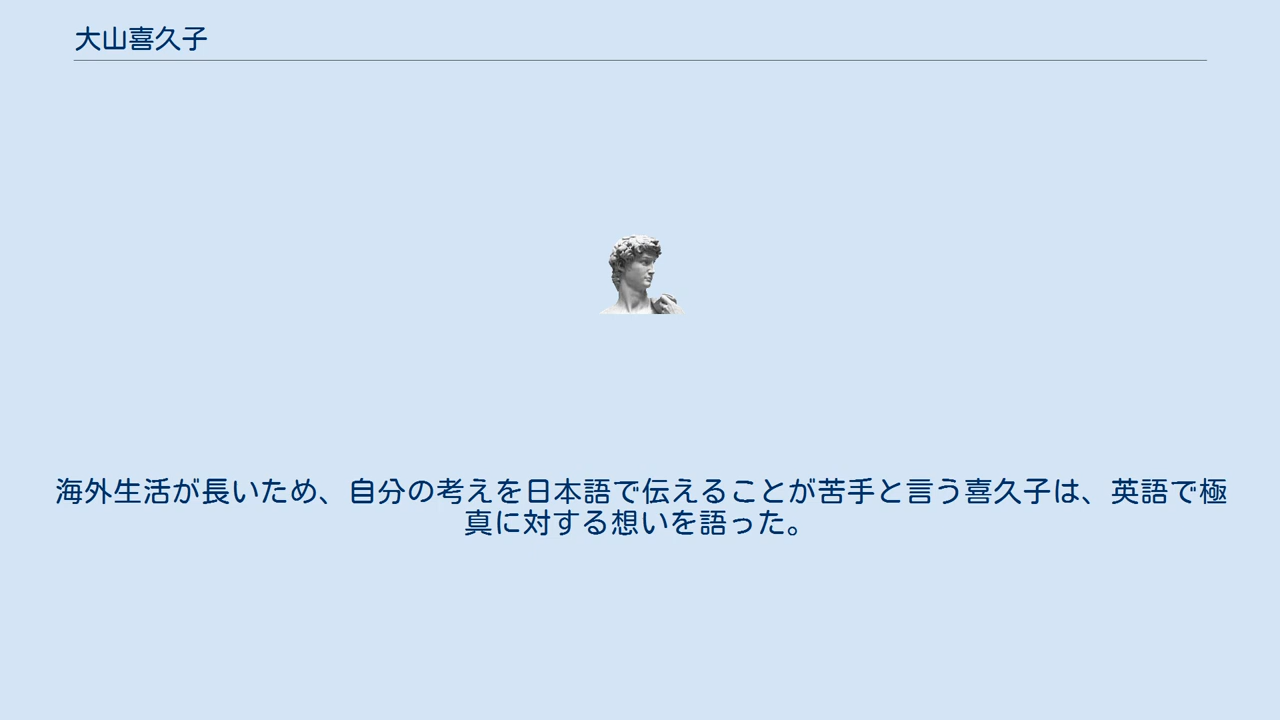 大山喜久子
海外生活が長いため、自分の考えを日本語で伝えることが苦手と言う喜久子は、英語で極
真に対する想いを語った。